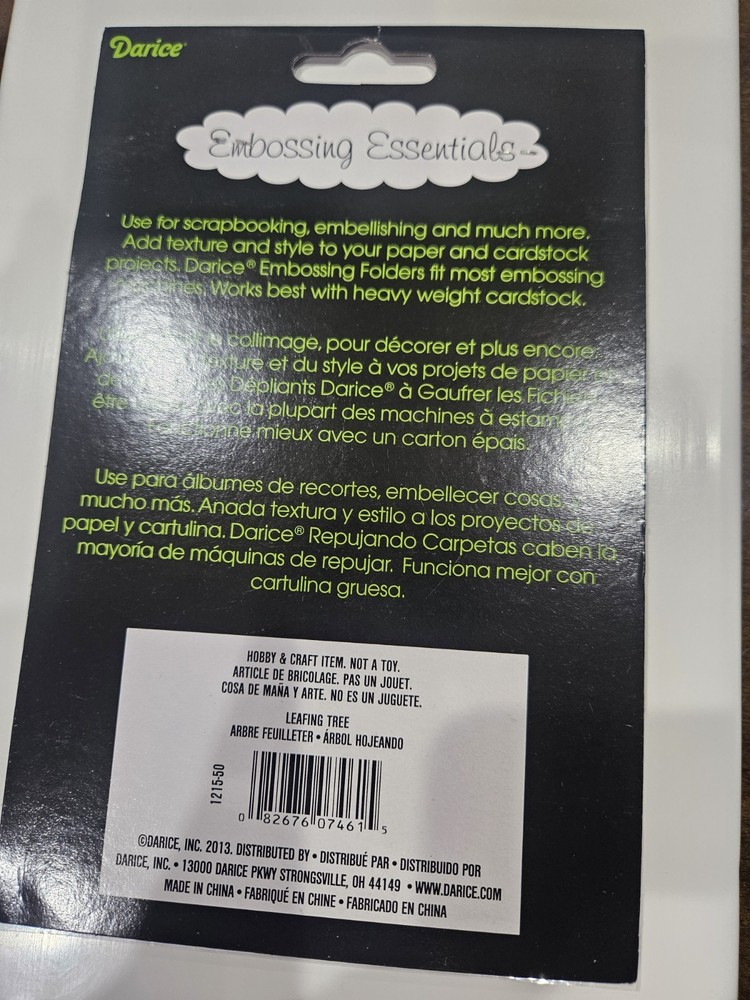 Darice®
Embossing Essentials
Use for scrapbooking, embellishing and much more.
Add texture and style to your paper and cardstock
projects. Darice® Embossing Folders fit most embossing
machines. Works best with heavy weight cardstock.
collimage, pour décorer et plus encore.
texture et du style à vos projets de papier
Dépliants Darice® à Gaufrer les
être la plupart des machines à
mieux avec un carton épais.
Use para álbumes de recortes, embellecer cosas
mucho más. Anada textura y estilo a los proyectos de
papel y cartulina. Darice® Repujando Carpetas caben la
mayoría de máquinas de repujar. Funciona mejor con
cartulina gruesa.
HOBBY & CRAFT ITEM. NOT A TOY.
ARTICLE DE BRICOLAGE. PAS UN JOUET.
COSA DE MAÑA Y ARTE. NO ES UN JUGUETE.
LEAFING TREE
ARBRE FEUILLETER • ÁRBOL HOJEANDO
1215-50
0 82676 07461 5
©DARICE, INC. 2013. DISTRIBUTED BY • DISTRIBUÉ PAR • DISTRIBUIDO POR
DARICE, INC. • 13000 DARICE PKWY STRONGSVILLE, OH 44149 • WWW.DARICE.COM
MADE IN CHINA • FABRIQUÉ EN CHINE • FABRICADO EN CHINA